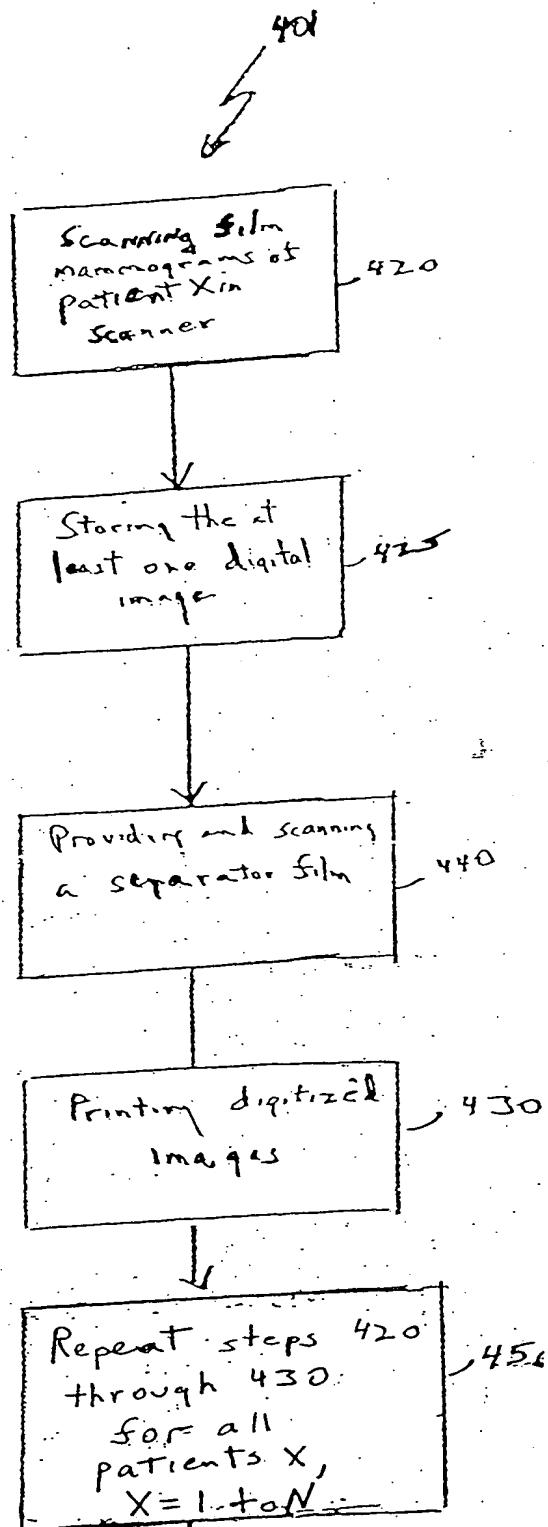 401
Scanning film
mammograms of
patient X in
scanner
420
Storing the at
least one digital
image
425
Providing and scanning
a separator film
440
Printing digitized
images
430
Repeat steps 420
through 430
for all
patients X,
X = 1 to N